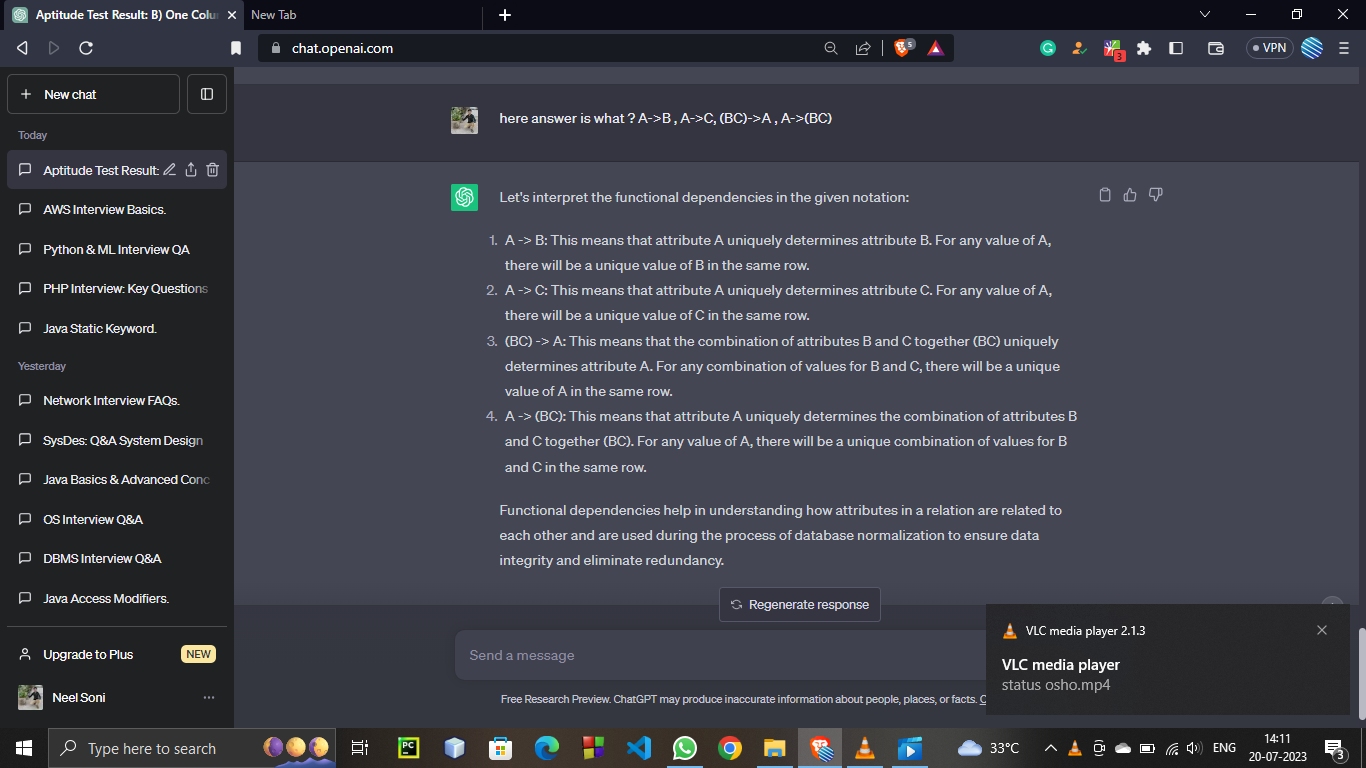 Aptitude Test Result: B) One Colu
New Tab
chat.openai.com
5
3
VPN
New chat
Today
Aptitude Test Result:
AWS Interview Basics.
Python & ML Interview QA
PHP Interview: Key Questions
Java Static Keyword.
Yesterday
Network Interview FAQs.
SysDes: Q&A System Design
Java Basics & Advanced Conc
OS Interview Q&A
DBMS Interview Q&A
Java Access Modifiers.
Upgrade to Plus
NEW
Neel Soni
here answer is what ? A->B , A->C, (BC)->A , A->(BC)
Let's interpret the functional dependencies in the given notation:
1. A -> B: This means that attribute A uniquely determines attribute B. For any value of A,
there will be a unique value of B in the same row.
2. A -> C: This means that attribute A uniquely determines attribute C. For any value of A,
there will be a unique value of C in the same row.
3. (BC) -> A: This means that the combination of attributes B and C together (BC) uniquely
determines attribute A. For any combination of values for B and C, there will be a unique
value of A in the same row.
4. A -> (BC): This means that attribute A uniquely determines the combination of attributes B
and C together (BC). For any value of A, there will be a unique combination of values for B
and C in the same row.
Functional dependencies help in understanding how attributes in a relation are related to
each other and are used during the process of database normalization to ensure data
integrity and eliminate redundancy.
Regenerate response
Send a message
Free Research Preview. ChatGPT may produce inaccurate information about people, places, or facts. C
VLC media player 2.1.3
VLC media player
status osho.mp4
Type here to search
PC
33°C
ENG
14:11
20-07-2023
3